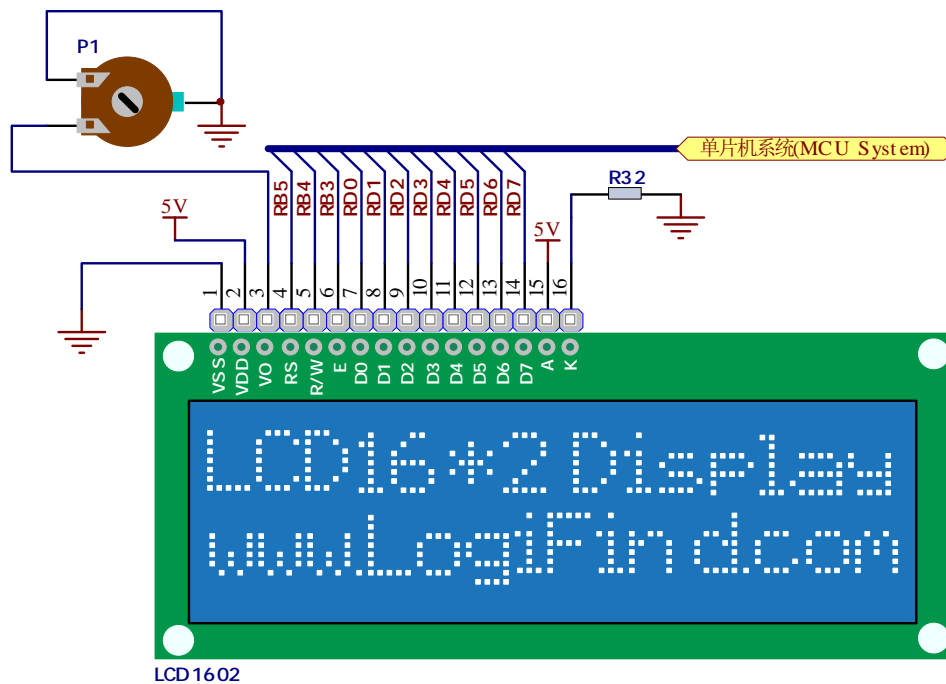 P1
单片机系统(MCU System)
R32
RB5 RB4 RB3 RD0 RD1 RD2 RD3 RD4 RD5 RD6 RD7
5V
5V
1 2 3 4 5 6 7 8 9 10 11 12 13 14 15 16
VSS VDD VO RS R/W E D0 D1 D2 D3 D4 D5 D6 D7 A K
LCD16*2 Display
www.LogiFind.com
LCD1602